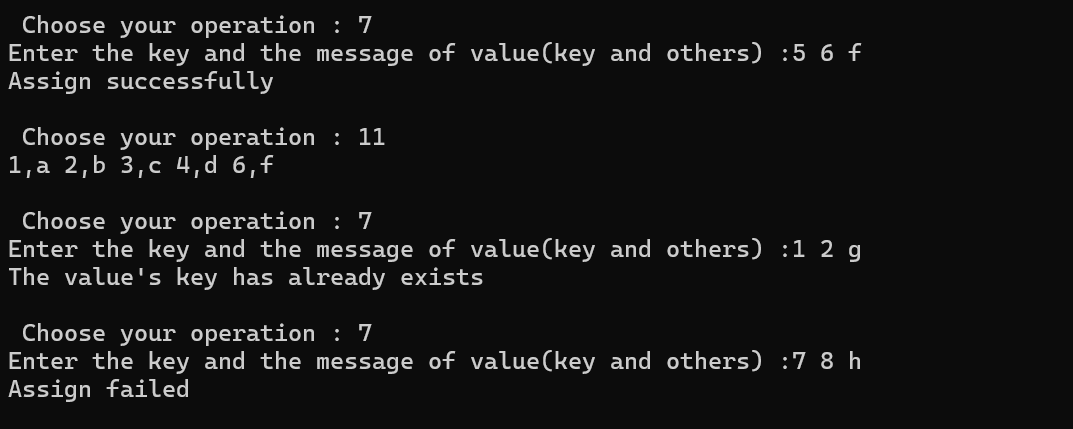 Choose your operation : 7
Enter the key and the message of value(key and others) :5 6 f
Assign successfully
Choose your operation : 11
1,a 2,b 3,c 4,d 6,f
Choose your operation : 7
Enter the key and the message of value(key and others) :1 2 g
The value's key has already exists
Choose your operation : 7
Enter the key and the message of value(key and others) :7 8 h
Assign failed